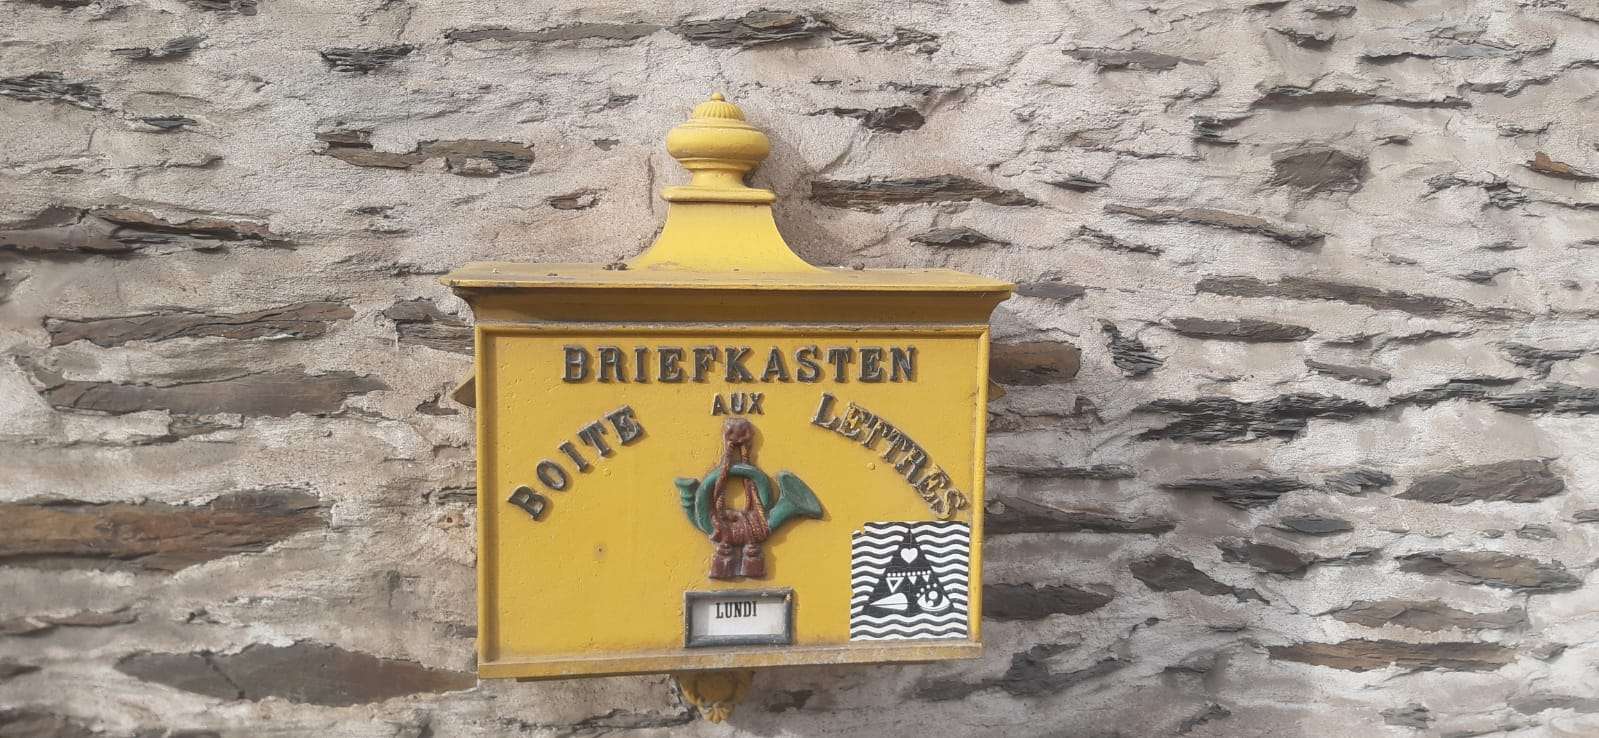 BRIEFKASTEN
BOITE AUX LETTRES
LUNDI